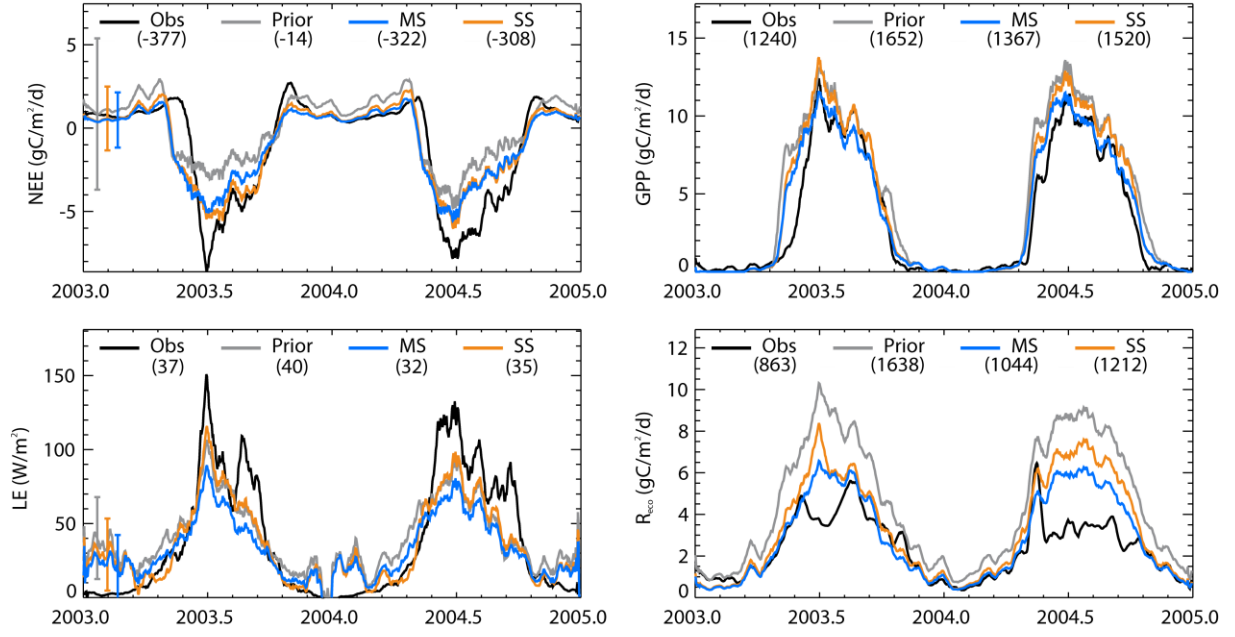 Obs Prior MS SS
(-377) (-14) (-322) (-308)
5
0
-5
NEE (gC/m²/d)
2003.0 2003.5 2004.0 2004.5 2005.0
Obs Prior MS SS
(1240) (1652) (1367) (1520)
15
10
5
0
GPP (gC/m²/d)
2003.0 2003.5 2004.0 2004.5 2005.0
Obs Prior MS SS
(37) (40) (32) (35)
150
100
50
0
LE (W/m²)
2003.0 2003.5 2004.0 2004.5 2005.0
Obs Prior MS SS
(863) (1638) (1044) (1212)
12
10
8
6
4
2
0
Reco (gC/m²/d)
2003.0 2003.5 2004.0 2004.5 2005.0